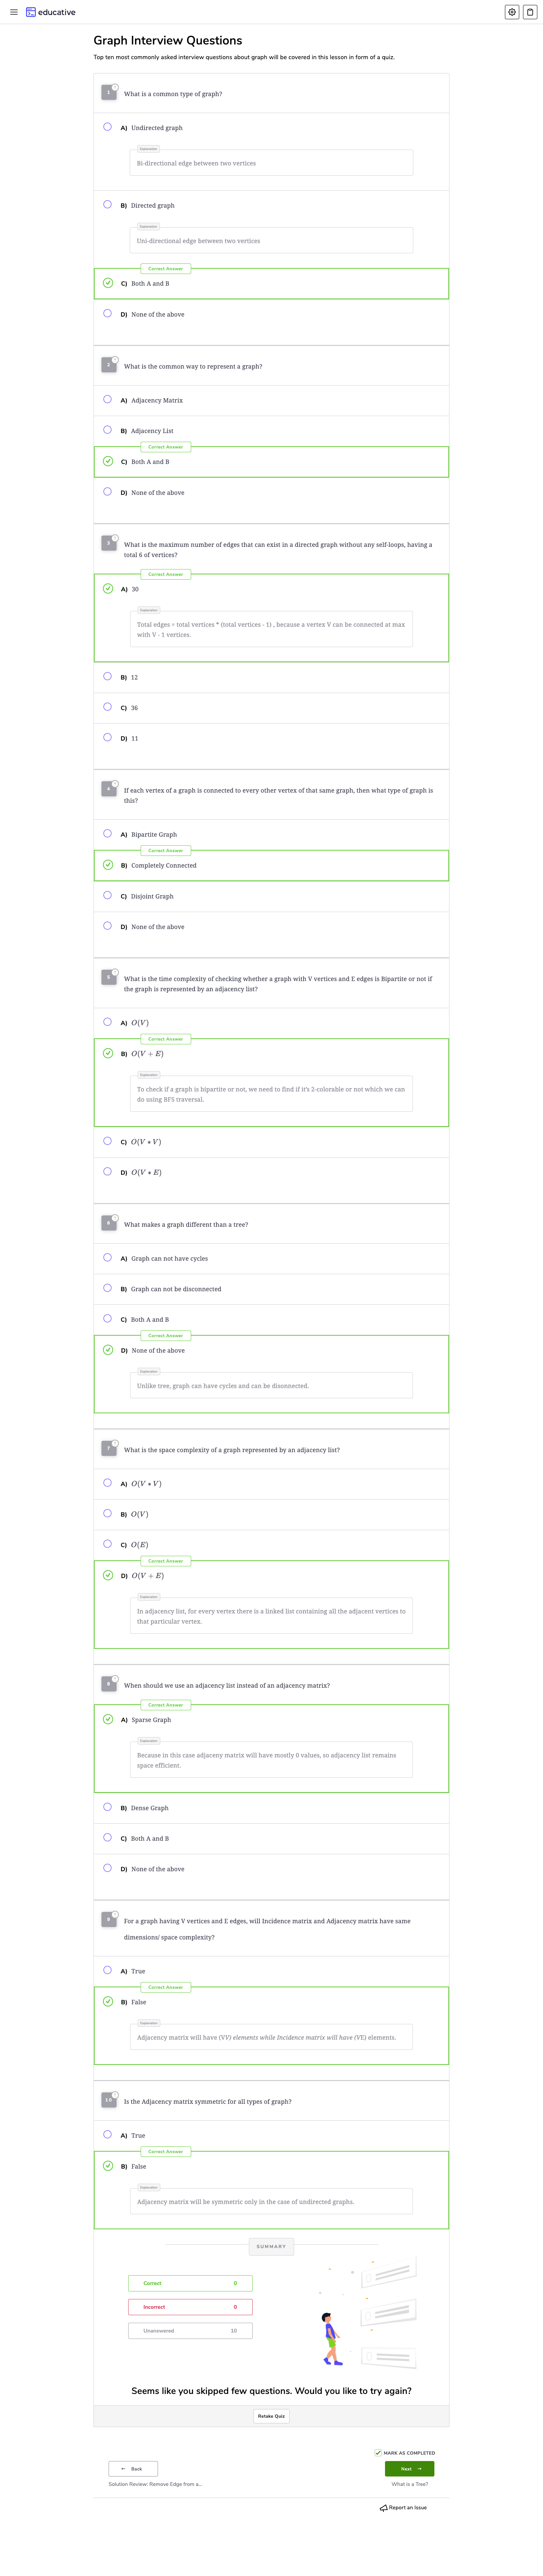 educative
Graph Interview Questions
Top ten most commonly asked interview questions about graph will be covered in this lesson in form of a quiz.
1
What is a common type of graph?
A) Undirected graph
Explanation
Bi-directional edge between two vertices
B) Directed graph
Explanation
Uni-directional edge between two vertices
Correct Answer
C) Both A and B
D) None of the above
2
What is the common way to represent a graph?
A) Adjacency Matrix
B) Adjacency List
Correct Answer
C) Both A and B
D) None of the above
3
What is the maximum number of edges that can exist in a directed graph without any self-loops, having a
total 6 of vertices?
Correct Answer
A) 30
Explanation
Total edges = total vertices * (total vertices - 1) , because a vertex V can be connected at max
with V - 1 vertices.
B) 12
C) 36
D) 11
4
If each vertex of a graph is connected to every other vertex of that same graph, then what type of graph is
this?
A) Bipartite Graph
Correct Answer
B) Completely Connected
C) Disjoint Graph
D) None of the above
5
What is the time complexity of checking whether a graph with V vertices and E edges is Bipartite or not if
the graph is represented by an adjacency list?
A) O(V)
Correct Answer
B) O(V + E)
Explanation
To check if a graph is bipartite or not, we need to find if it's 2-colorable or not which we can
do using BFS traversal.
C) O(V * V)
D) O(V * E)
6
What makes a graph different than a tree?
A) Graph can not have cycles
B) Graph can not be disconnected
C) Both A and B
Correct Answer
D) None of the above
Explanation
Unlike tree, graph can have cycles and can be disonnected.
7
What is the space complexity of a graph represented by an adjacency list?
A) O(V * V)
B) O(V)
C) O(E)
Correct Answer
D) O(V + E)
Explanation
In adjacency list, for every vertex there is a linked list containing all the adjacent vertices to
that particular vertex.
8
When should we use an adjacency list instead of an adjacency matrix?
Correct Answer
A) Sparse Graph
Explanation
Because in this case adjaceny matrix will have mostly 0 values, so adjacency list remains
space efficient.
B) Dense Graph
C) Both A and B
D) None of the above
9
For a graph having V vertices and E edges, will Incidence matrix and Adjacency matrix have same
dimensions/ space complexity?
A) True
Correct Answer
B) False
Explanation
Adjacency matrix will have (VV) elements while Incidence matrix will have (VE) elements.
10
Is the Adjacency matrix symmetric for all types of graph?
A) True
Correct Answer
B) False
Explanation
Adjacency matrix will be symmetric only in the case of undirected graphs.
SUMMARY
Correct 0
Incorrect 0
Unanswered 10
Seems like you skipped few questions. Would you like to try again?
Retake Quiz
MARK AS COMPLETED
← Back
Next →
Solution Review: Remove Edge from a...
What is a Tree?
Report an Issue